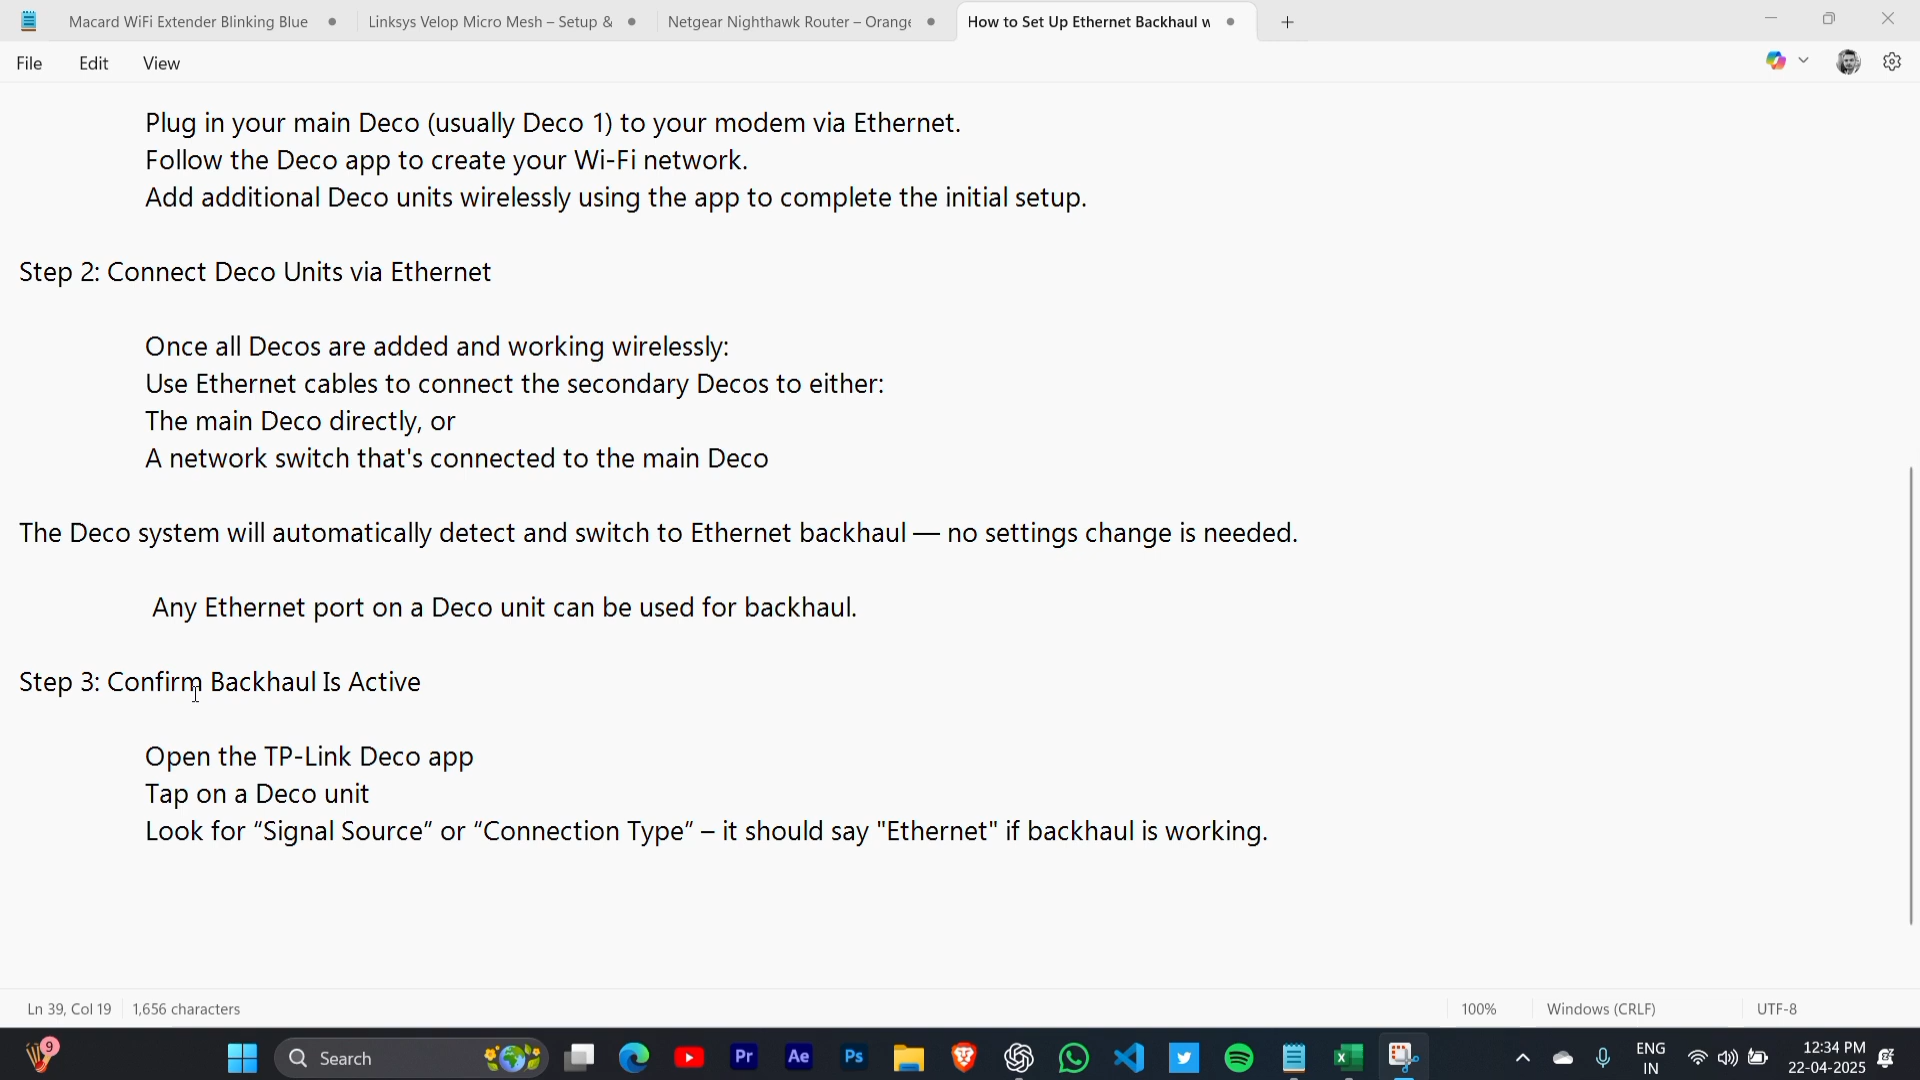 Macard WiFi Extender Blinking Blue
Linksys Velop Micro Mesh – Setup &
Netgear Nighthawk Router – Orange
How to Set Up Ethernet Backhaul w
File Edit View
Plug in your main Deco (usually Deco 1) to your modem via Ethernet.
Follow the Deco app to create your Wi-Fi network.
Add additional Deco units wirelessly using the app to complete the initial setup.
Step 2: Connect Deco Units via Ethernet
Once all Decos are added and working wirelessly:
Use Ethernet cables to connect the secondary Decos to either:
The main Deco directly, or
A network switch that's connected to the main Deco
The Deco system will automatically detect and switch to Ethernet backhaul — no settings change is needed.
Any Ethernet port on a Deco unit can be used for backhaul.
Step 3: Confirm Backhaul Is Active
Open the TP-Link Deco app
Tap on a Deco unit
Look for “Signal Source” or “Connection Type” – it should say "Ethernet" if backhaul is working.
Ln 39, Col 19 1,656 characters 100% Windows (CRLF) UTF-8
9
Search
Pr Ae Ps
ENG
IN
12:34 PM
22-04-2025